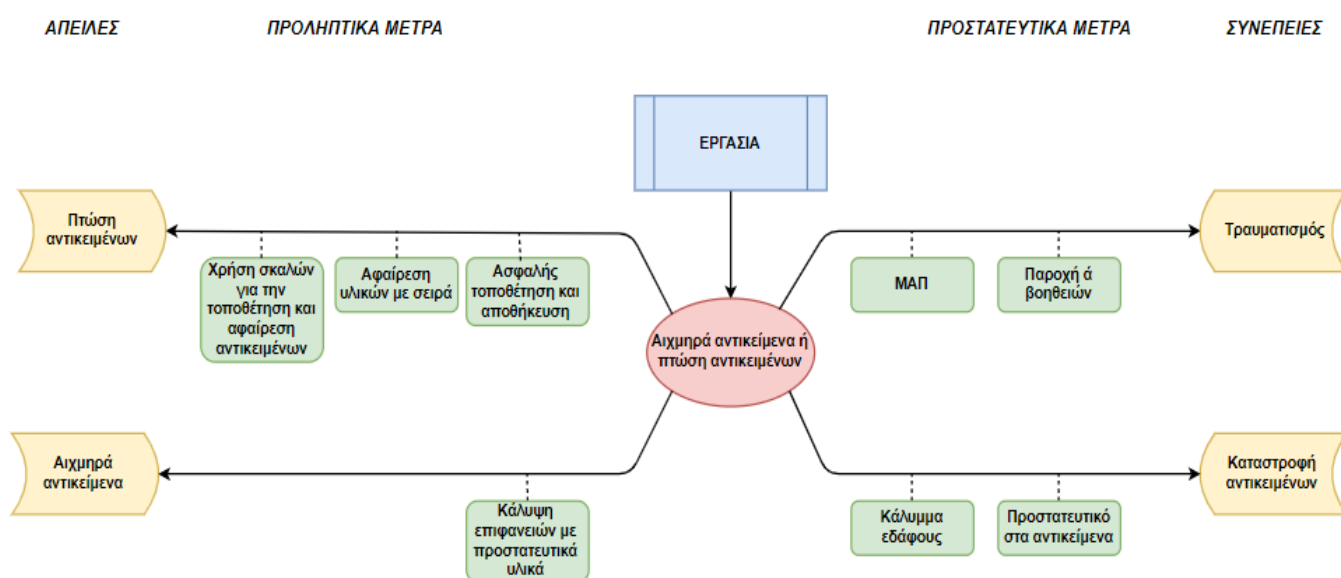 ΑΠΕΙΛΕΣ
ΠΡΟΛΗΠΤΙΚΑ ΜΕΤΡΑ
ΠΡΟΣΤΑΤΕΥΤΙΚΑ ΜΕΤΡΑ
ΣΥΝΕΠΕΙΕΣ
ΕΡΓΑΣΙΑ
Πτώση
αντικειμένων
Χρήση σκαλών
για την
τοποθέτηση και
αφαίρεση
αντικειμένων
Αφαίρεση
υλικών με σειρά
Ασφαλής
τοποθέτηση και
αποθήκευση
ΜΑΠ
Παροχή ά
βοηθειών
Τραυματισμός
Αιχμηρά αντικείμενα ή
πτώση αντικειμένων
Αιχμηρά
αντικείμενα
Κάλυψη
επιφανειών με
προστατευτικά
υλικά
Κάλυμμα
εδάφους
Προστατευτικό
στα αντικείμενα
Καταστροφή
αντικειμένων